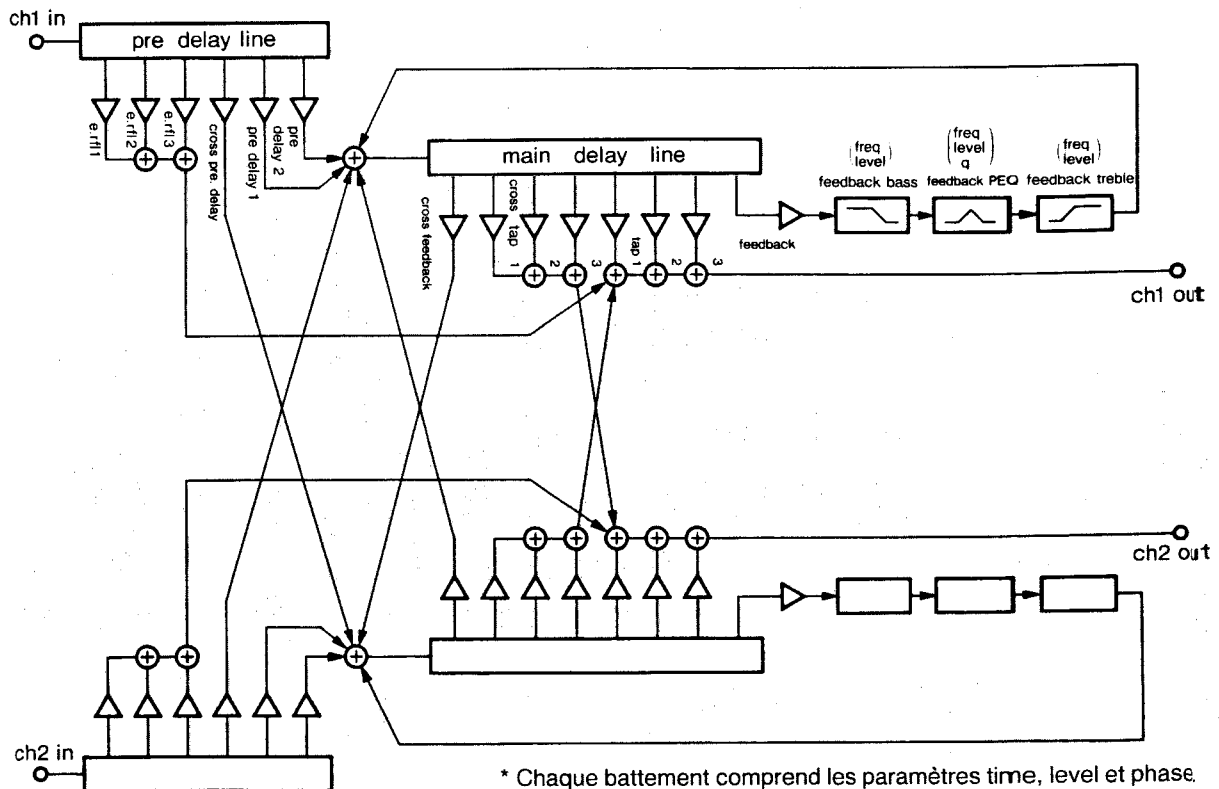 ch1 in
pre delay line
e.rfl1
e.rfl2
e.rfl3
cross pre. delay
pre delay 1
pre
delay 2
main delay line
cross feedback
cross
tap 1
2
3
tap 1
2
3
feedback
(freq
level)
feedback bass
(freq
level
q)
feedback PEQ
(freq
level)
feedback treble
ch1 out
ch2 out
ch2 in
* Chaque battement comprend les paramètres time, level et phase.